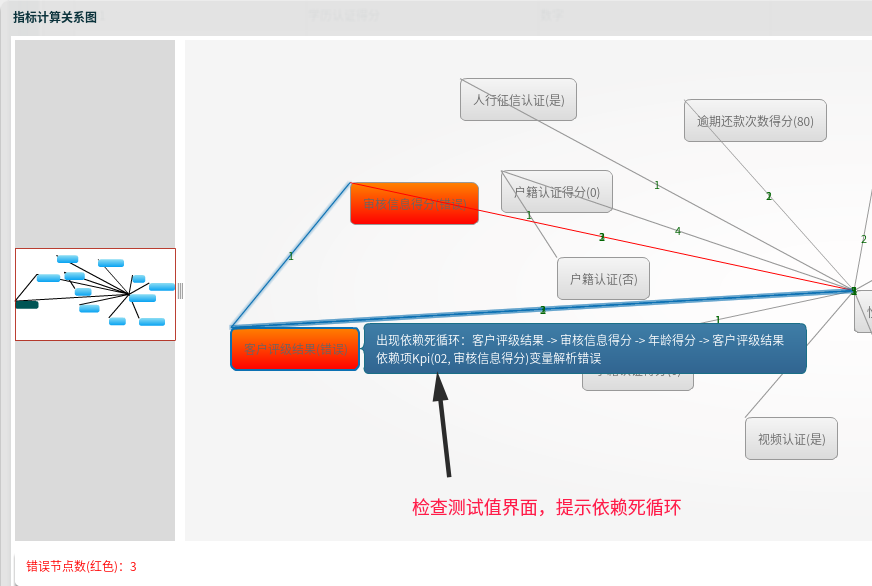 指标计算关系图
人行征信认证(是)
逾期还款次数得分(80)
1
2
户籍认证得分(0)
审核信息得分(错误)
1
4
2
2
1
户籍认证(否)
2
1
客户评级结果(错误)
出现依赖死循环：客户评级结果 -> 审核信息得分 -> 年龄得分 -> 客户评级结果
依赖项Kpi(02, 审核信息得分)变量解析错误
视频认证(是)
检查测试值界面，提示依赖死循环
错误节点数(红色)：3